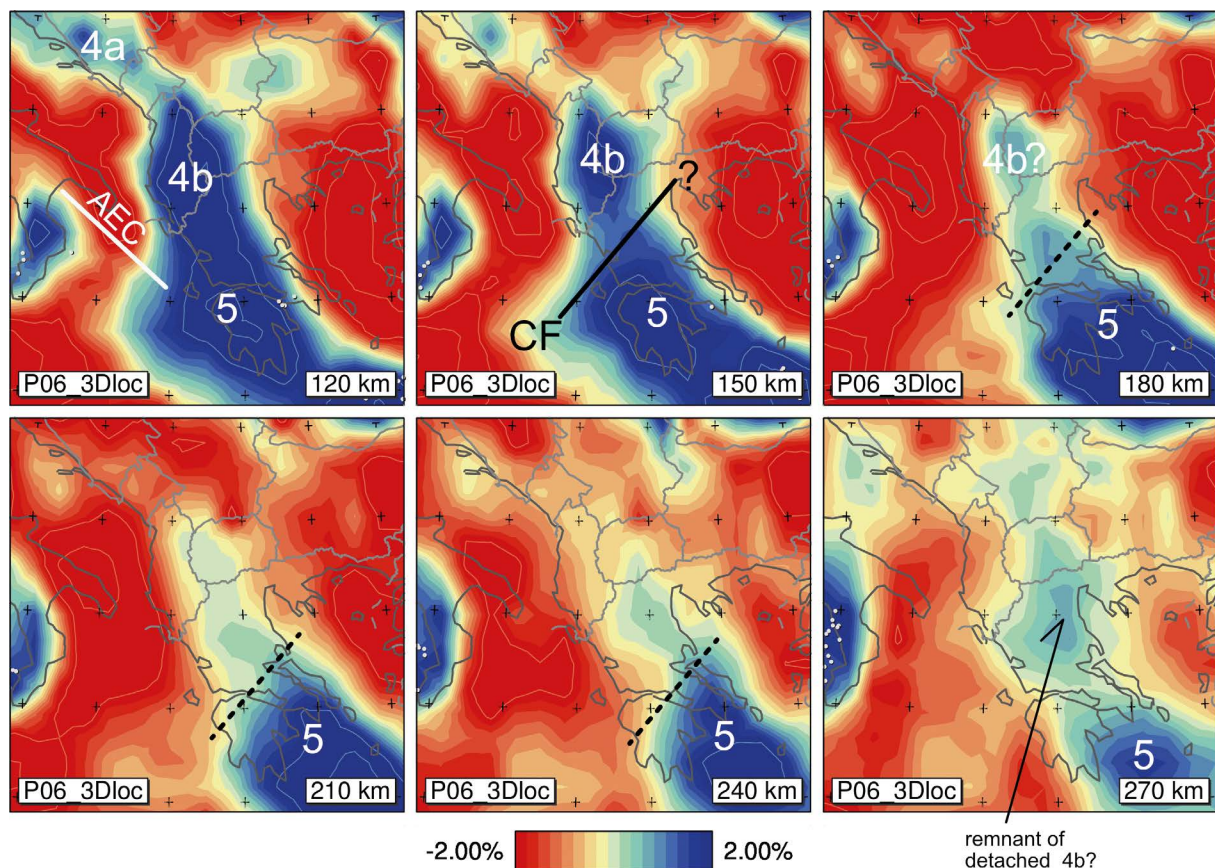 4a
4b
AEC
5
P06_3Dloc
120 km
4b
?
CF
5
P06_3Dloc
150 km
4b?
5
P06_3Dloc
180 km
5
P06_3Dloc
210 km
5
P06_3Dloc
240 km
5
P06_3Dloc
270 km
-2.00%
2.00%
remnant of
detached 4b?